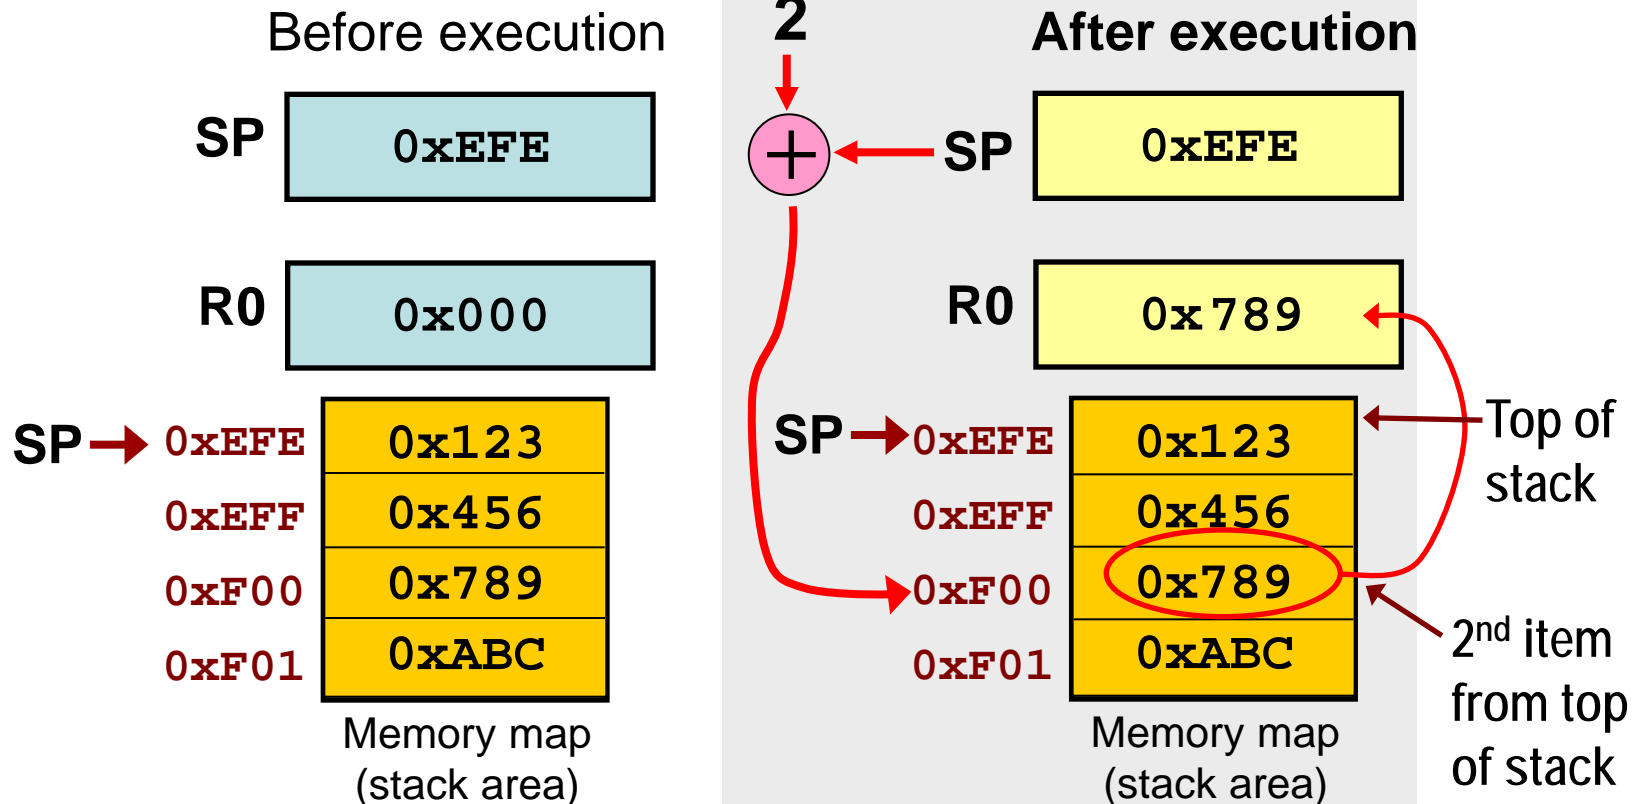 Before execution
SP
0xEFE
R0
0x000
SP
0xEFE
0x123
0xEFF
0x456
0xF00
0x789
0xF01
0xABC
Memory map
(stack area)
2
After execution
+
SP
0xEFE
R0
0x789
SP
0xEFE
0x123
0xEFF
0x456
0xF00
0x789
0xF01
0xABC
Memory map
(stack area)
Top of
stack
2nd item
from top
of stack